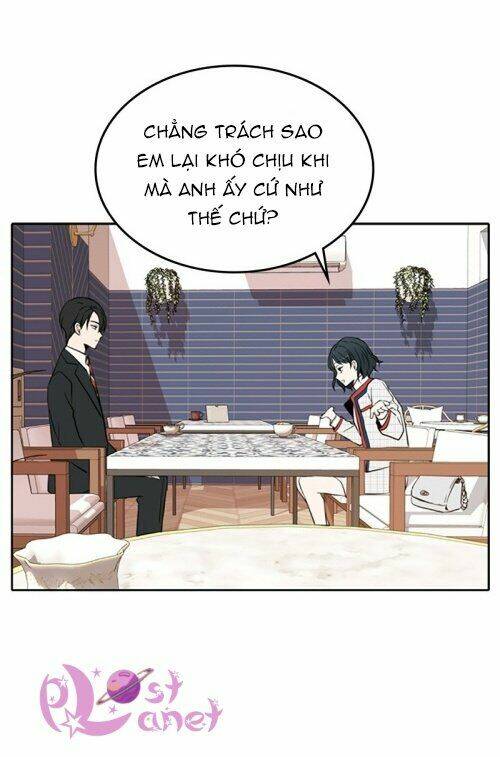 CHẲNG TRÁCH SAO
EM LẠI KHÓ CHỊU KHI
MÀ ANH ẤY CỨ NHƯ
THẾ CHỨ?
Lost
Planet